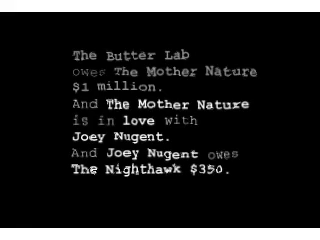 The Butter Lab
owes The Mother Nature
$1 million.
And The Mother Nature
is in love with
Joey Nugent.
And Joey Nugent owes
The Nighthawk $350.